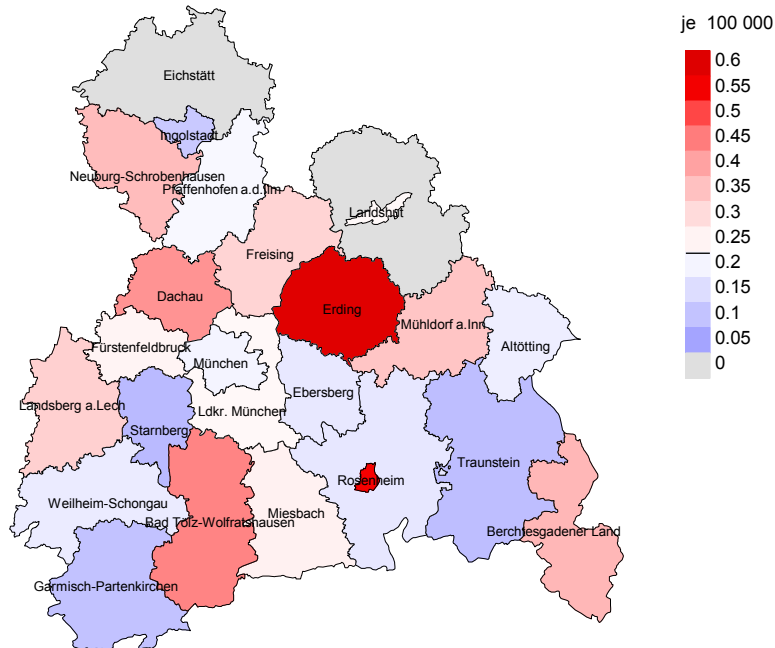 je 100 000
0.6
0.55
0.5
0.45
0.4
0.35
0.3
0.25
0.2
0.15
0.1
0.05
0
Eichstätt
Ingolstadt
Neuburg-Schrobenhausen
Pfaffenhofen a.d.Ilm
Landshut
Freising
Dachau
Erding
Mühldorf a.Inn
Altötting
Fürstenfeldbruck
München
Ebersberg
Landsberg a.Lech
Ldkr. München
Starnberg
Traunstein
Rosenheim
Weilheim-Schongau
Miesbach
Bad Tölz-Wolfratshausen
Berchtesgadener Land
Garmisch-Partenkirchen